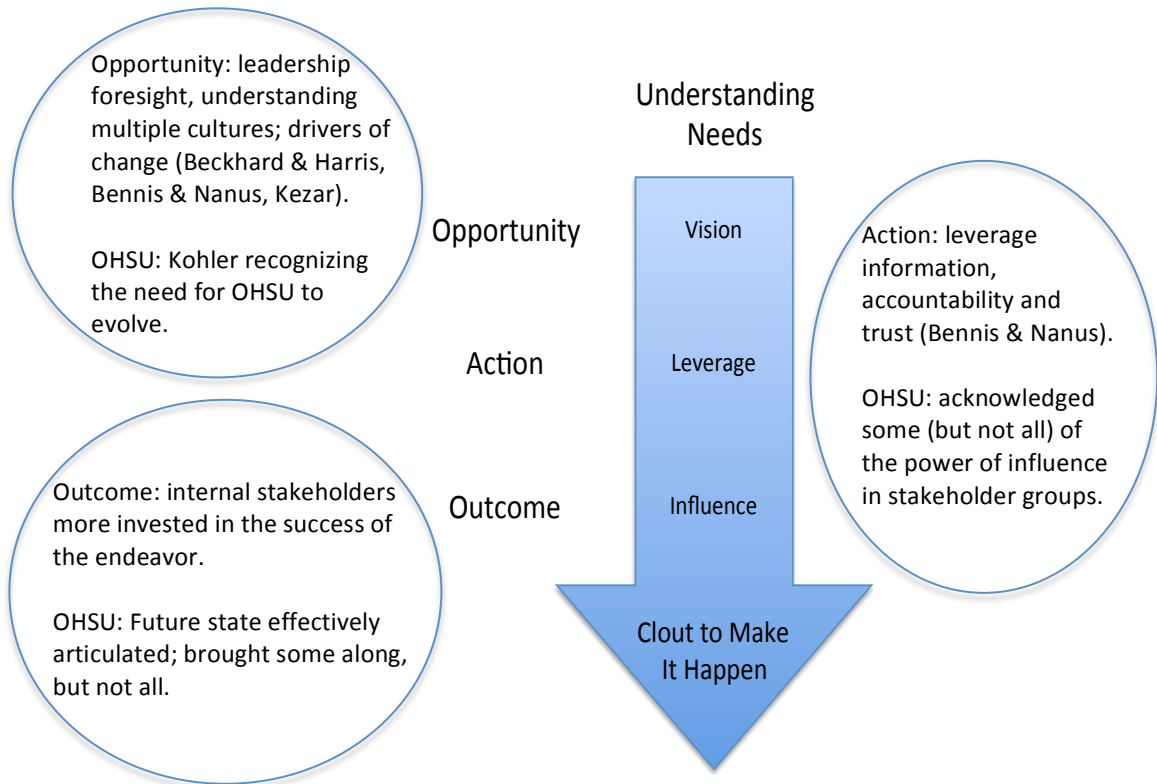 Opportunity: leadership
foresight, understanding
multiple cultures; drivers of
change (Beckhard & Harris,
Bennis & Nanus, Kezar).
OHSU: Kohler recognizing
the need for OHSU to
evolve.
Understanding
Needs
Opportunity
Vision
Action
Leverage
Outcome
Influence
Clout to Make
It Happen
Action: leverage
information,
accountability and
trust (Bennis & Nanus).
OHSU: acknowledged
some (but not all) of
the power of influence
in stakeholder groups.
Outcome: internal stakeholders
more invested in the success of
the endeavor.
OHSU: Future state effectively
articulated; brought some along,
but not all.